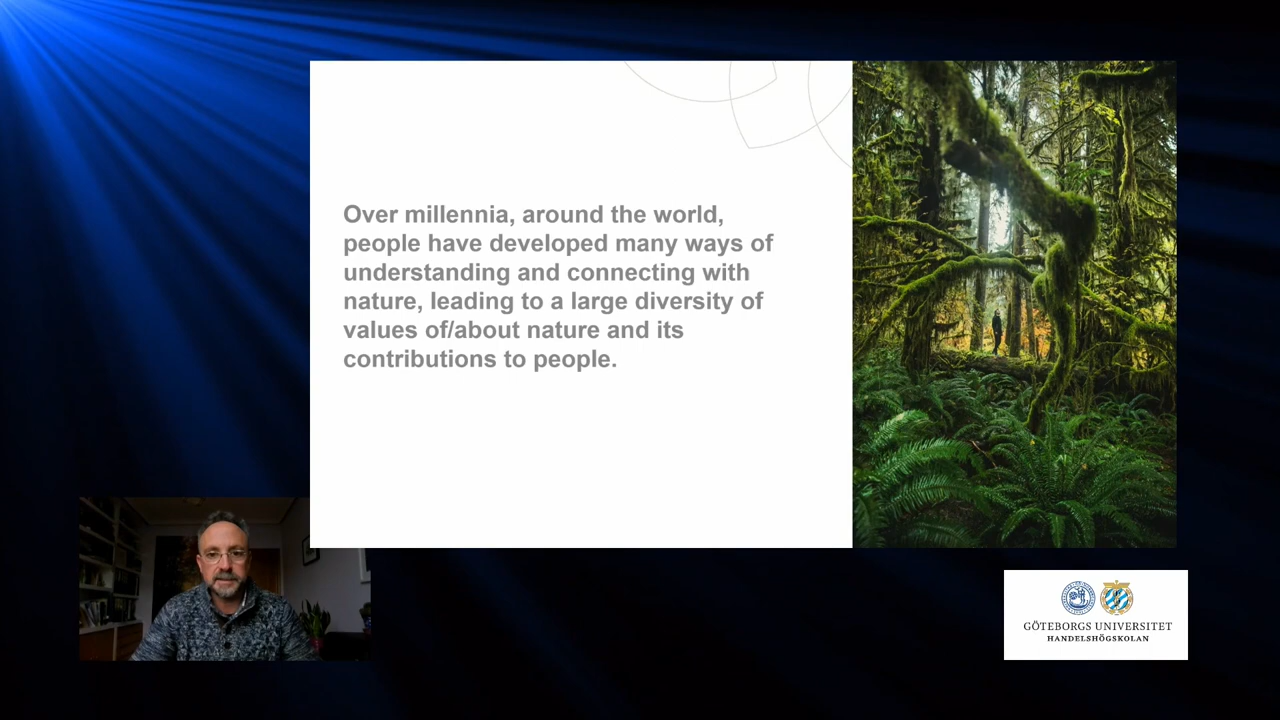 Over millennia, around the world,
people have developed many ways of
understanding and connecting with
nature, leading to a large diversity of
values of/about nature and its
contributions to people.
GÖTEBORGS UNIVERSITET
HANDELSHÖGSKOLAN